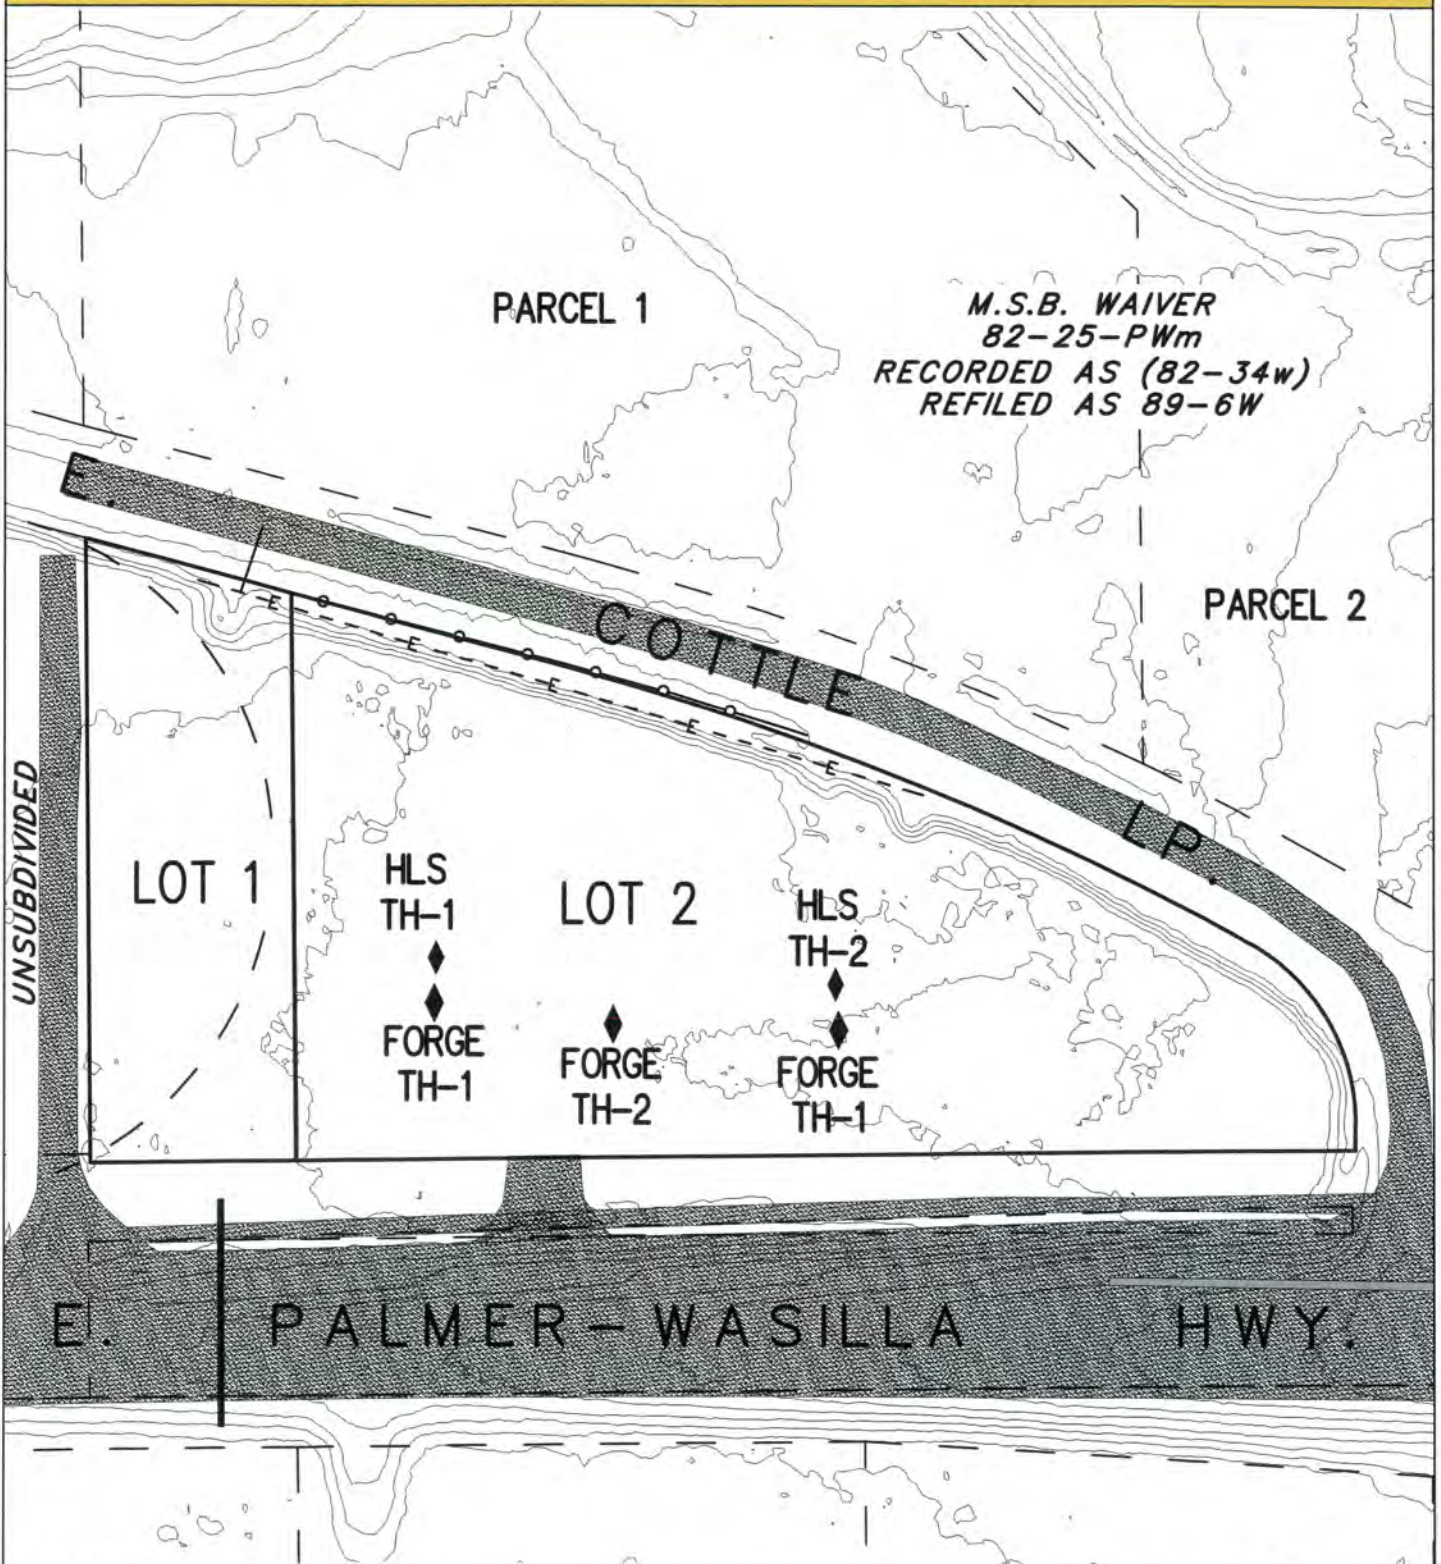 PARCEL 1
M.S.B. WAIVER
82-25-PWm
RECORDED AS (82-34w)
REFILED AS 89-6W
E. COTTLE LP.
PARCEL 2
E
E
E
E
E
UNSUBDIVIDED
LOT 1
HLS
TH-1
LOT 2
HLS
TH-2
FORGE
TH-1
FORGE
TH-2
FORGE
TH-1
E. PALMER-WASILLA HWY.